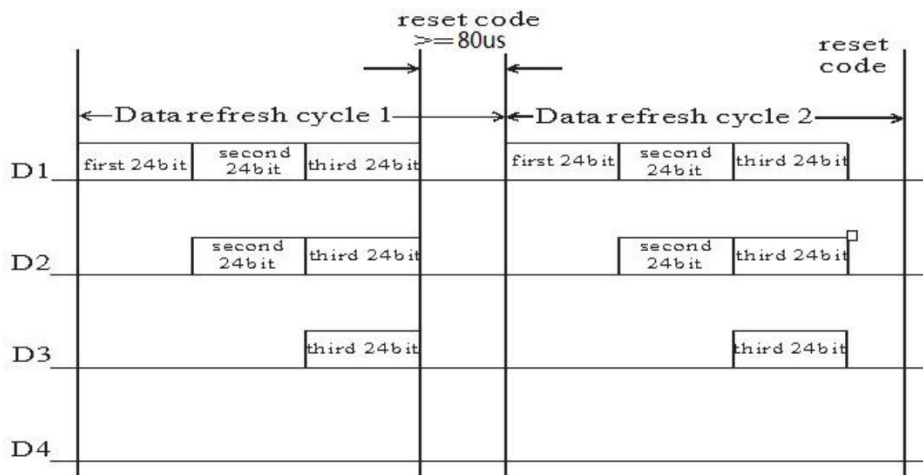 reset code
>=80us
reset
code
Data refresh cycle 1
Data refresh cycle 2
D1
first 24bit
second
24bit
third 24bit
first 24bit
second
24bit
third 24bit
D2
second
24bit
third 24bit
second
24bit
third 24bit
D3
third 24bit
third 24bit
D4